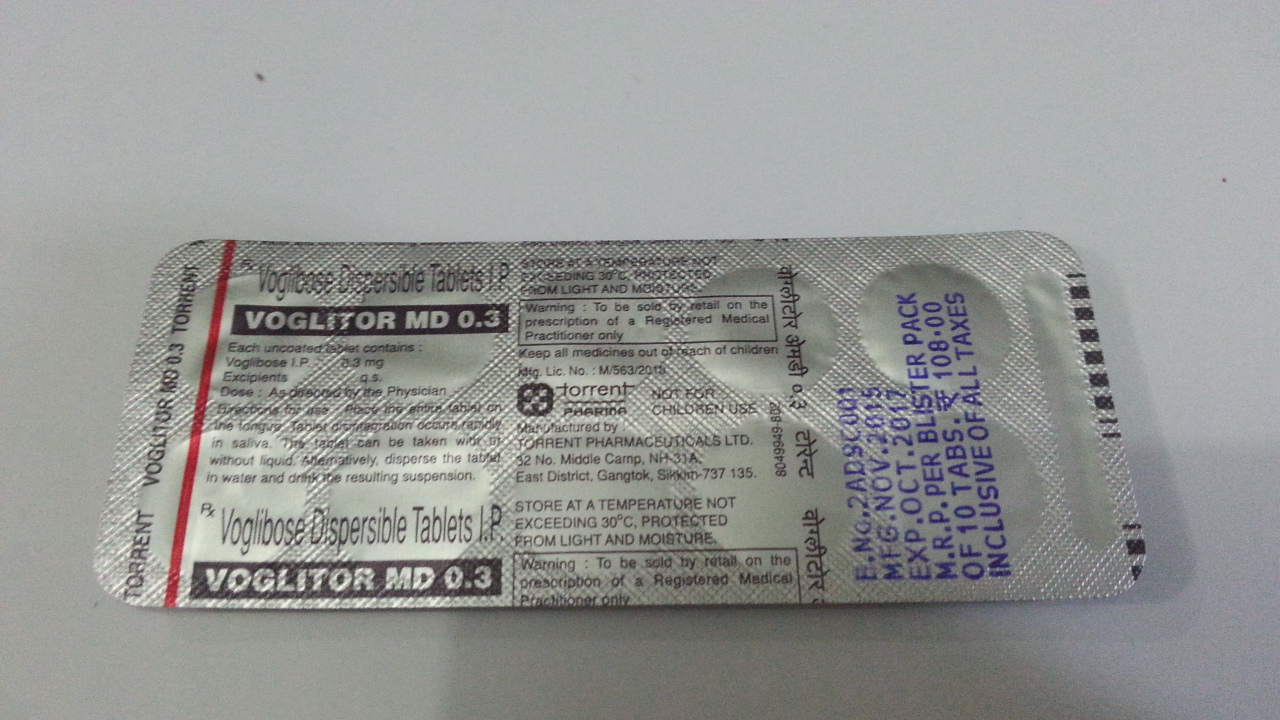 TORRENT VOGLITOR MD 0.3 TORRENT
Rx
Voglibose Dispersible Tablets I.P.
VOGLITOR MD 0.3
Each uncoated tablet contains :
Voglibose I.P. 0.3 mg
Excipients q.s.
Dose : as directed by the Physician
Directions for use : Place the entire tablet on
the tongue. Tablet disintegration occurs rapidly
in saliva. The tablet can be taken with or
without liquid. Alternatively, disperse the tablet
in water and drink the resulting suspension.
Rx
Voglibose Dispersible Tablets I.P.
VOGLITOR MD 0.3
STORE AT A TEMPERATURE NOT
EXCEEDING 30°C, PROTECTED
FROM LIGHT AND MOISTURE.
Warning : To be sold by retail on the
prescription of a Registered Medical
Practitioner only
Keep all medicines out of reach of children
Mfg. Lic. No. : M/563/2010
torrent
PHARMA
NOT FOR
CHILDREN USE
Manufactured by
TORRENT PHARMACEUTICALS LTD.
32 No. Middle Camp, NH-31A,
East District, Gangtok, Sikkim-737 135.
8049949-802
STORE AT A TEMPERATURE NOT
EXCEEDING 30°C, PROTECTED
FROM LIGHT AND MOISTURE.
Warning : To be sold by retail on the
prescription of a Registered Medical
Practitioner only
वोग्लीटोर एमडी 0.3 टोरेन्ट वोग्लीटोर
B.NO.2AD9C001
MFG.NOV.2015
EXP.OCT.2017
M.R.P.PER BLISTER PACK
OF 10 TABS. ₹ 108.00
INCLUSIVE OF ALL TAXES